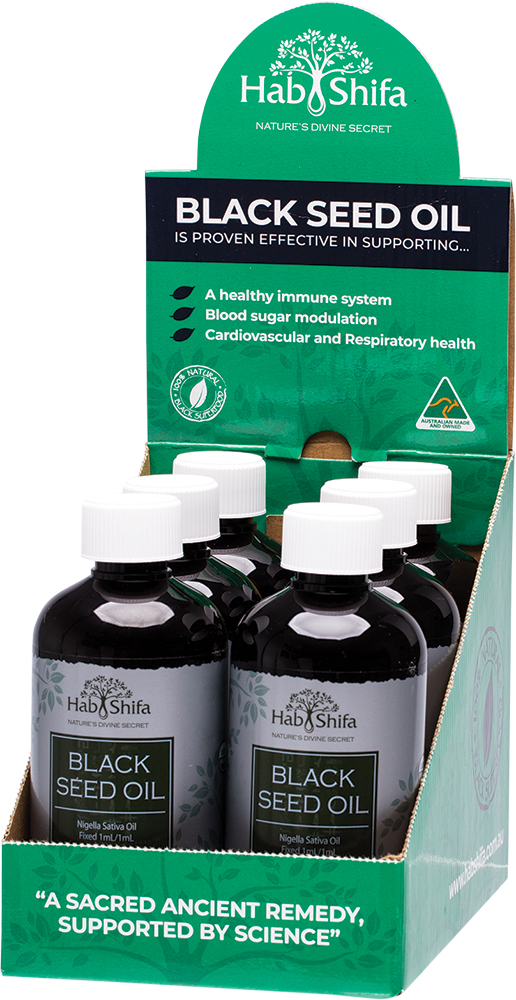 Hab Shifa
NATURE'S DIVINE SECRET
BLACK SEED OIL
IS PROVEN EFFECTIVE IN SUPPORTING...
A healthy immune system
Blood sugar modulation
Cardiovascular and Respiratory health
100% NATURAL
BLACK SUPERFOOD
AUSTRALIAN MADE
AND OWNED
Hab Shifa
NATURE'S DIVINE SECRET
BLACK
SEED OIL
Nigella Sativa Oil
Fixed 1mL/1mL
Hab Shifa
NATURE'S DIVINE SECRET
BLACK
SEED OIL
Nigella Sativa Oil
Fixed 1mL/1mL
“A SACRED ANCIENT REMEDY,
SUPPORTED BY SCIENCE”
www.habshifa.com.au